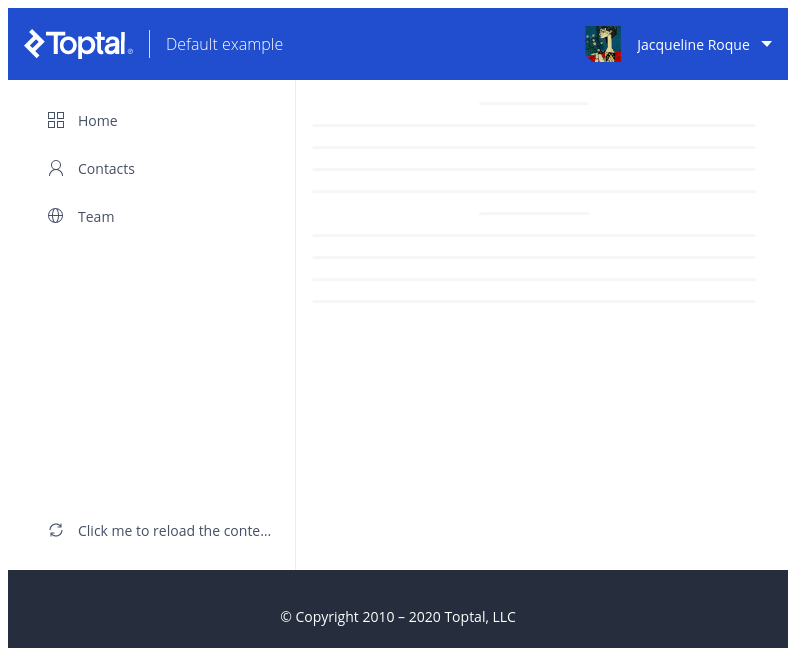 Toptal® Default example Jacqueline Roque
Home
Contacts
Team
Click me to reload the conte...
© Copyright 2010 – 2020 Toptal, LLC